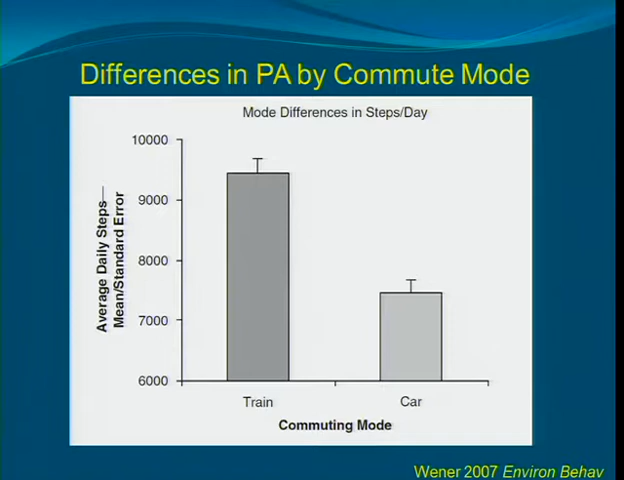 Differences in PA by Commute Mode
Mode Differences in Steps/Day
10000
9000
8000
7000
6000
Average Daily Steps—
Mean/Standard Error
Train
Car
Commuting Mode
Wener 2007 Environ Behav